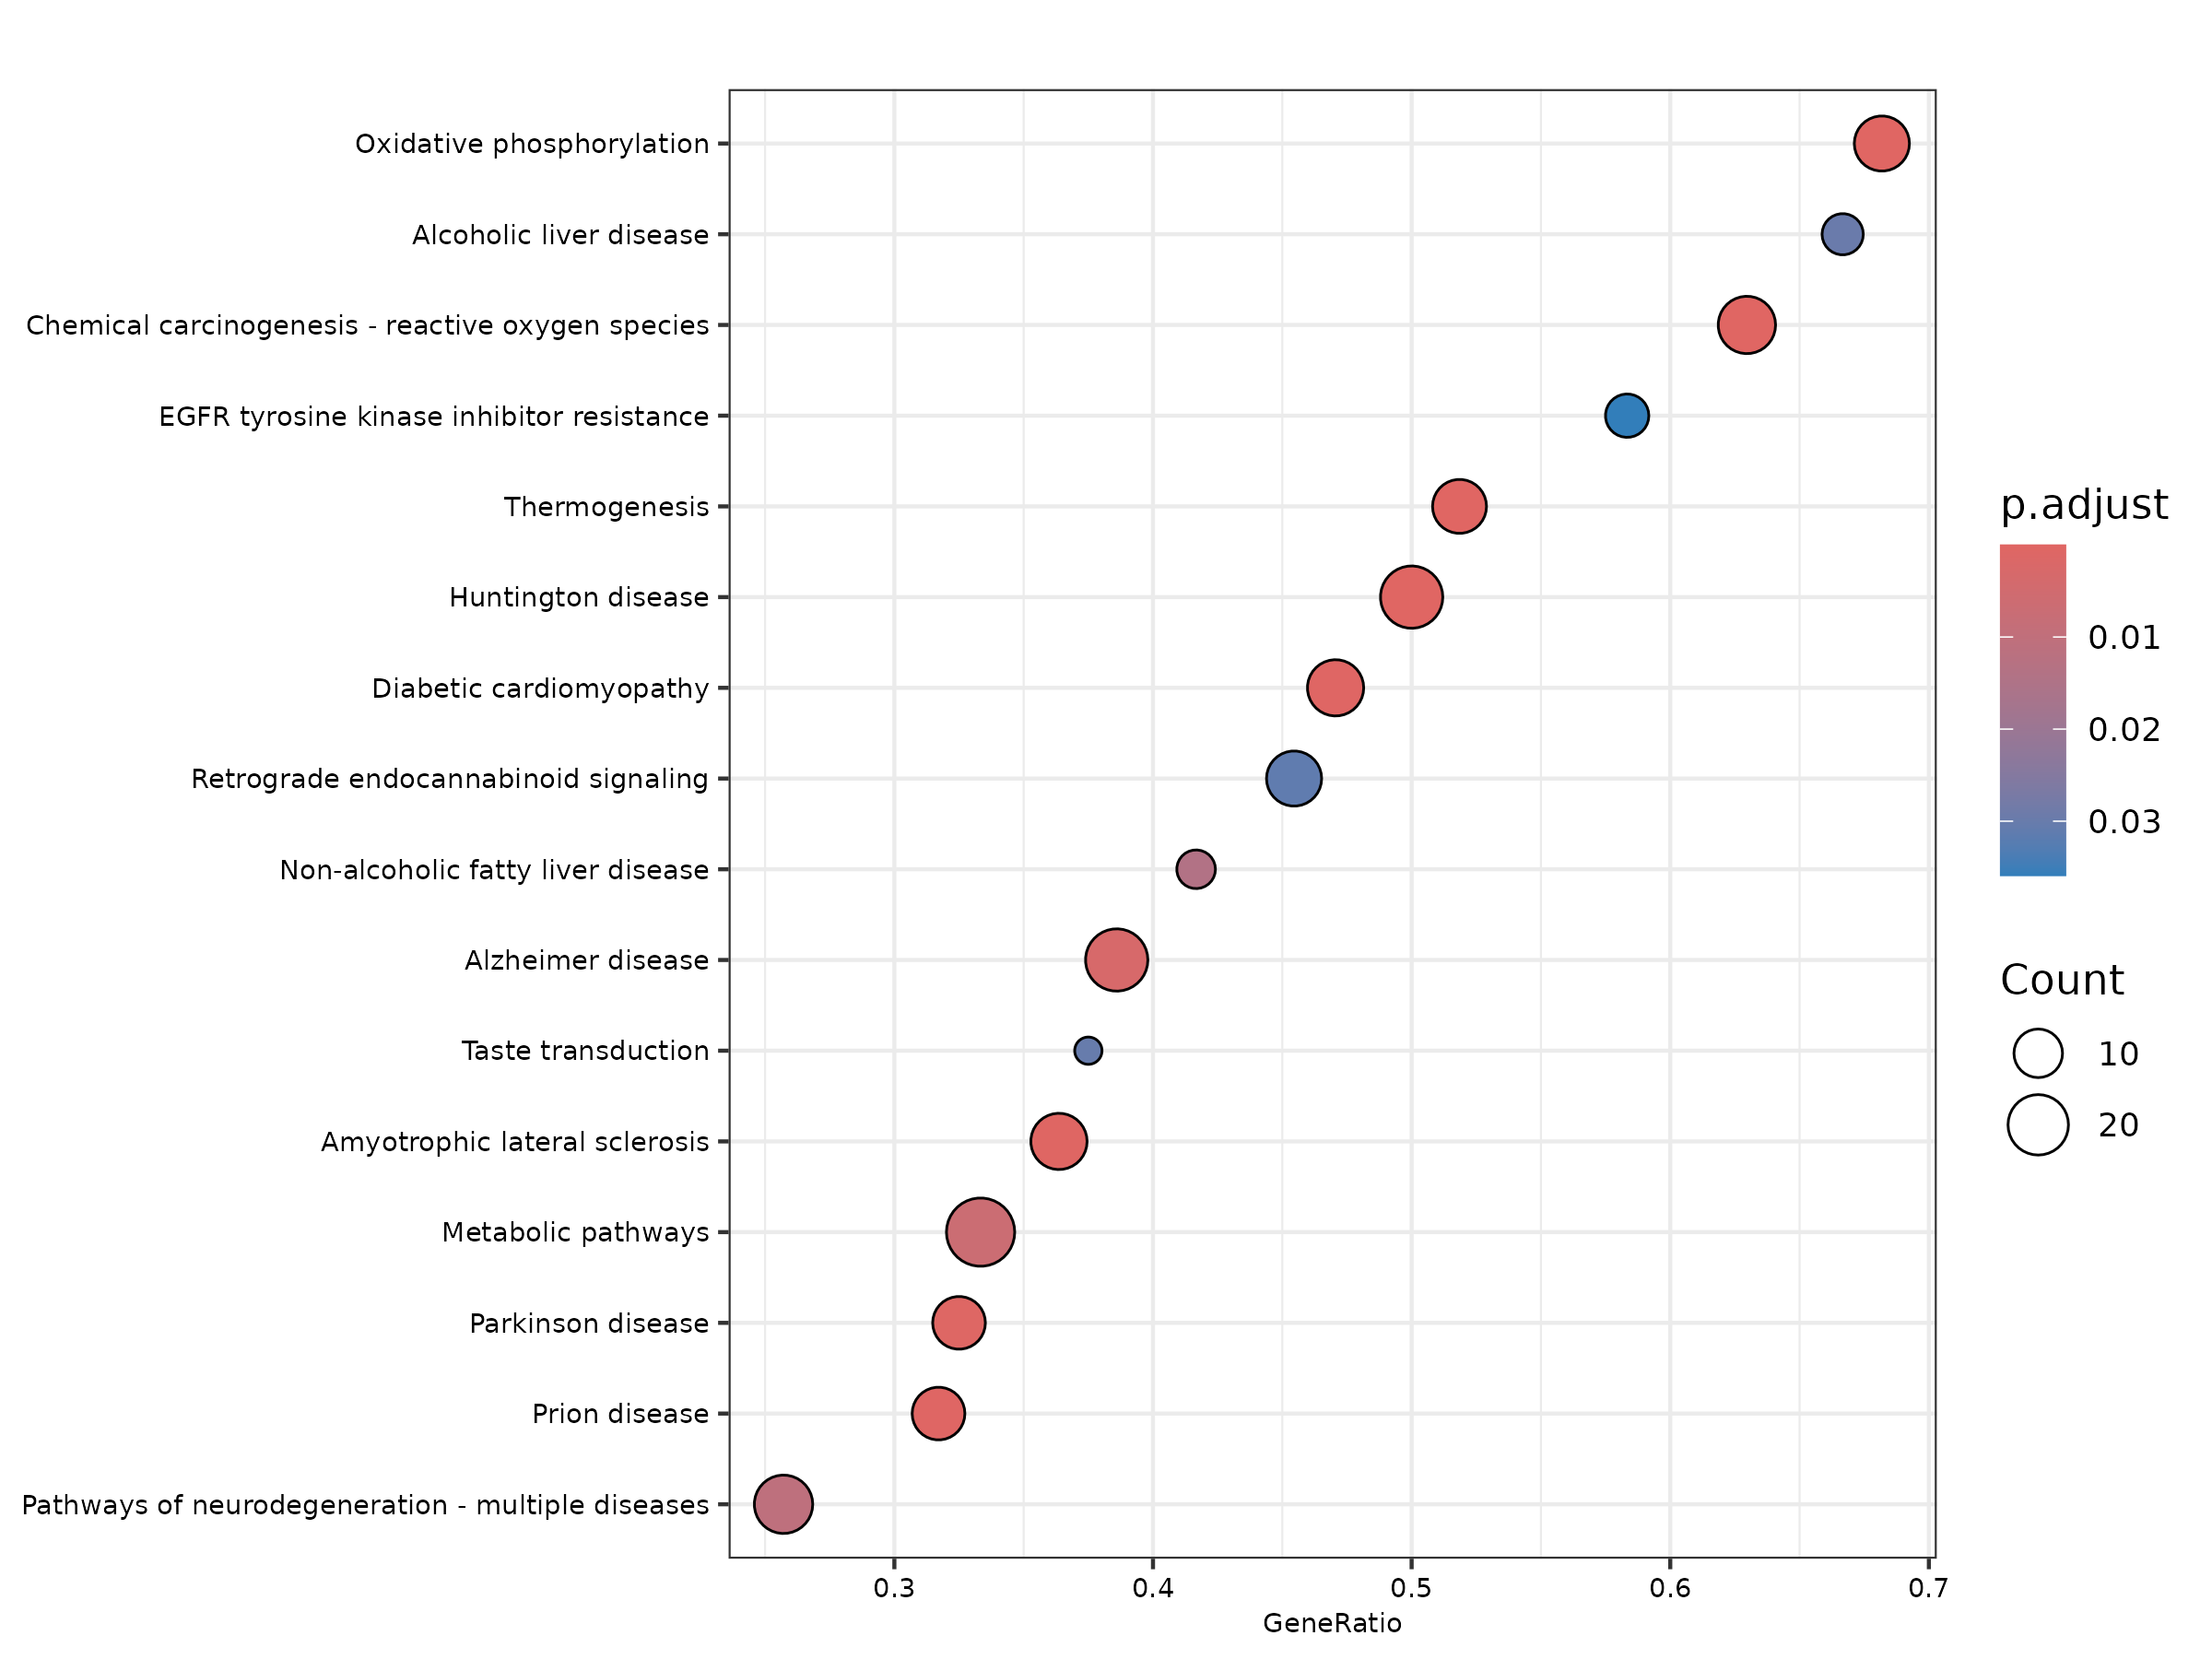 Oxidative phosphorylation
Alcoholic liver disease
Chemical carcinogenesis - reactive oxygen species
EGFR tyrosine kinase inhibitor resistance
Thermogenesis
Huntington disease
Diabetic cardiomyopathy
Retrograde endocannabinoid signaling
Non-alcoholic fatty liver disease
Alzheimer disease
Taste transduction
Amyotrophic lateral sclerosis
Metabolic pathways
Parkinson disease
Prion disease
Pathways of neurodegeneration - multiple diseases
0.3 0.4 0.5 0.6 0.7
GeneRatio
p.adjust
0.01
0.02
0.03
Count
10
20